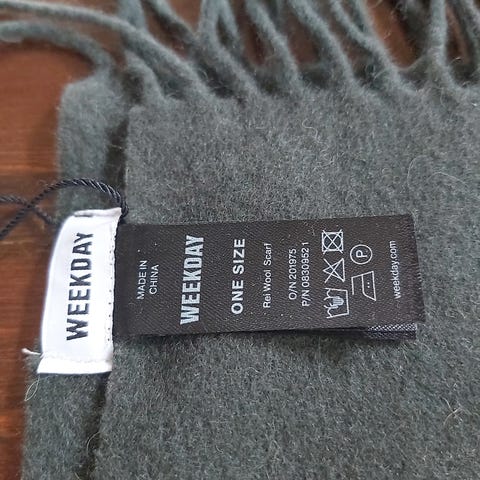 WEEKDAY
MADE IN
CHINA
WEEKDAY
ONE SIZE
Rei Wool Scarf
O/N 201975
P/N 08309521
P
weekday.com